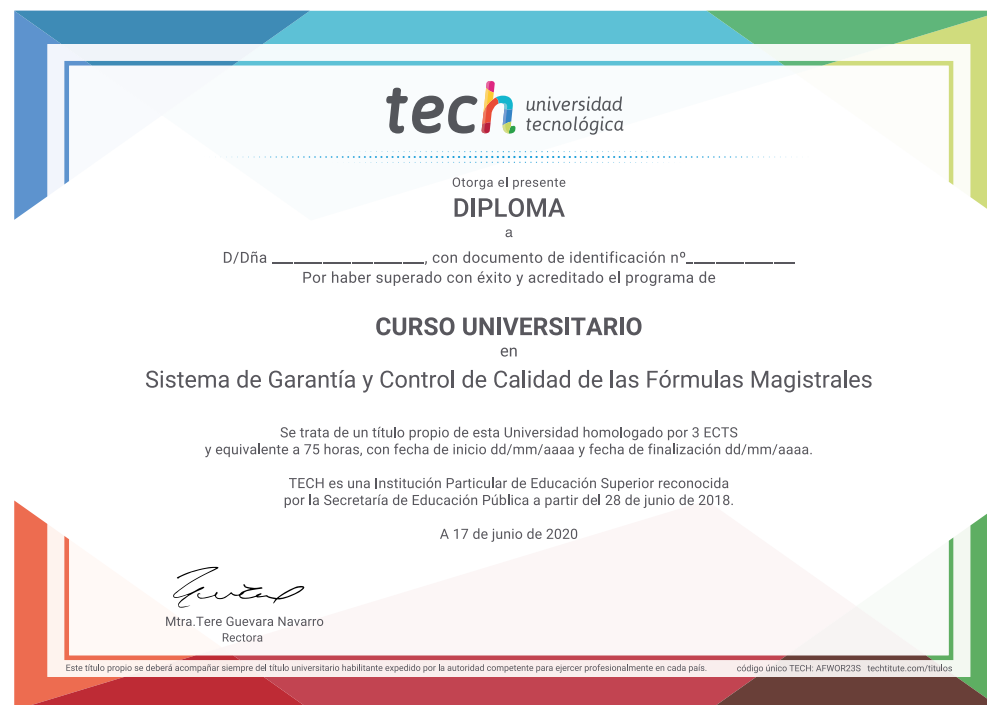 tech universidad
tecnológica
Otorga el presente
DIPLOMA
a
D/Dña ____________________, con documento de identificación nº______________
Por haber superado con éxito y acreditado el programa de
CURSO UNIVERSITARIO
en
Sistema de Garantía y Control de Calidad de las Fórmulas Magistrales
Se trata de un título propio de esta Universidad homologado por 3 ECTS
y equivalente a 75 horas, con fecha de inicio dd/mm/aaaa y fecha de finalización dd/mm/aaaa.
TECH es una Institución Particular de Educación Superior reconocida
por la Secretaría de Educación Pública a partir del 28 de junio de 2018.
A 17 de junio de 2020
Mtra.Tere Guevara Navarro
Rectora
Este título propio se deberá acompañar siempre del título universitario habilitante expedido por la autoridad competente para ejercer profesionalmente en cada país. código único TECH: AFWOR23S techtitute.com/titulos